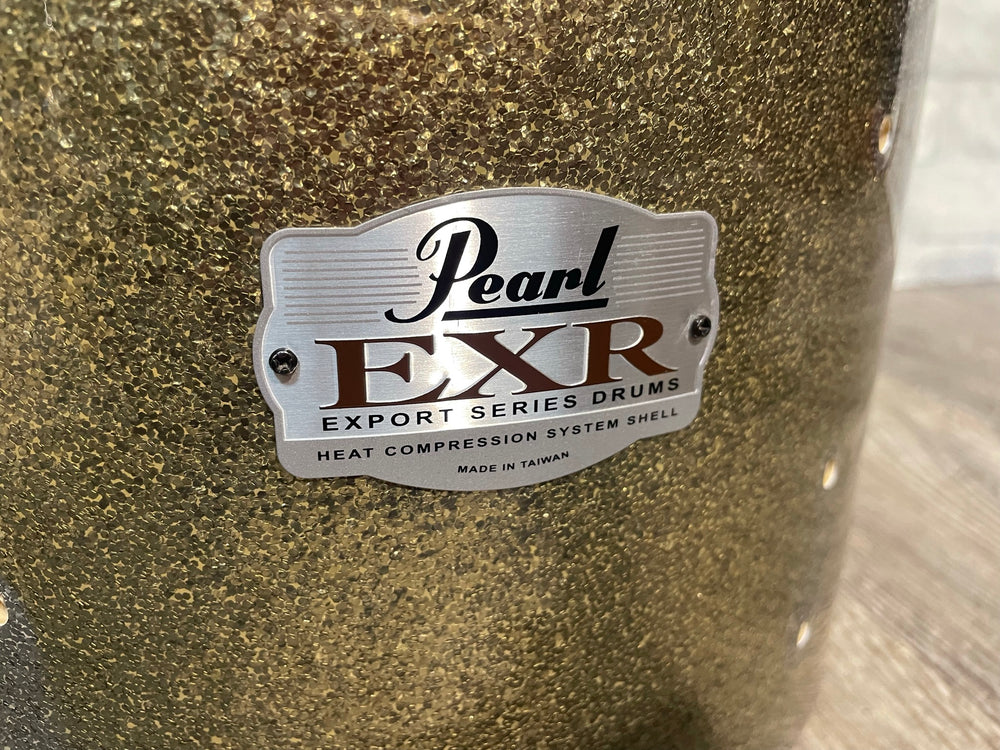 Pearl
EXR
EXPORT SERIES DRUMS
HEAT COMPRESSION SYSTEM SHELL
MADE IN TAIWAN